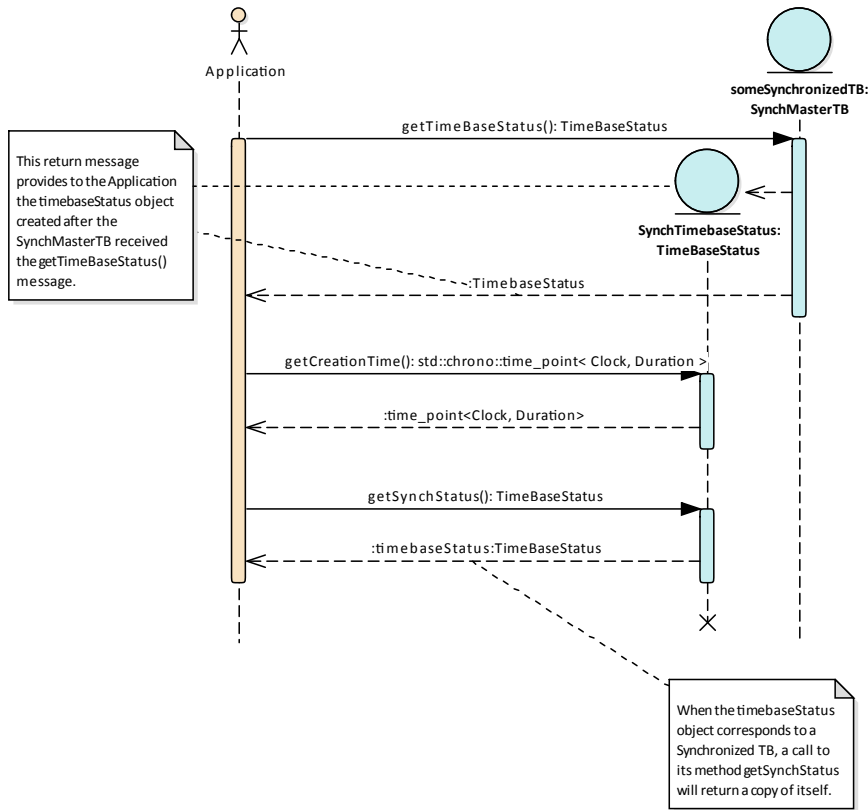 Application
someSynchronizedTB:
SynchMasterTB
getTimeBaseStatus(): TimeBaseStatus
This return message
provides to the Application
the timebaseStatus object
created after the
SynchMasterTB received
the getTimeBaseStatus()
message.
SynchTimebaseStatus:
TimeBaseStatus
:TimebaseStatus
getCreationTime(): std::chrono::time_point< Clock, Duration >
:time_point<Clock, Duration>
getSynchStatus(): TimeBaseStatus
:timebaseStatus:TimeBaseStatus
When the timebaseStatus
object corresponds to a
Synchronized TB, a call to
its method getSynchStatus
will return a copy of itself.